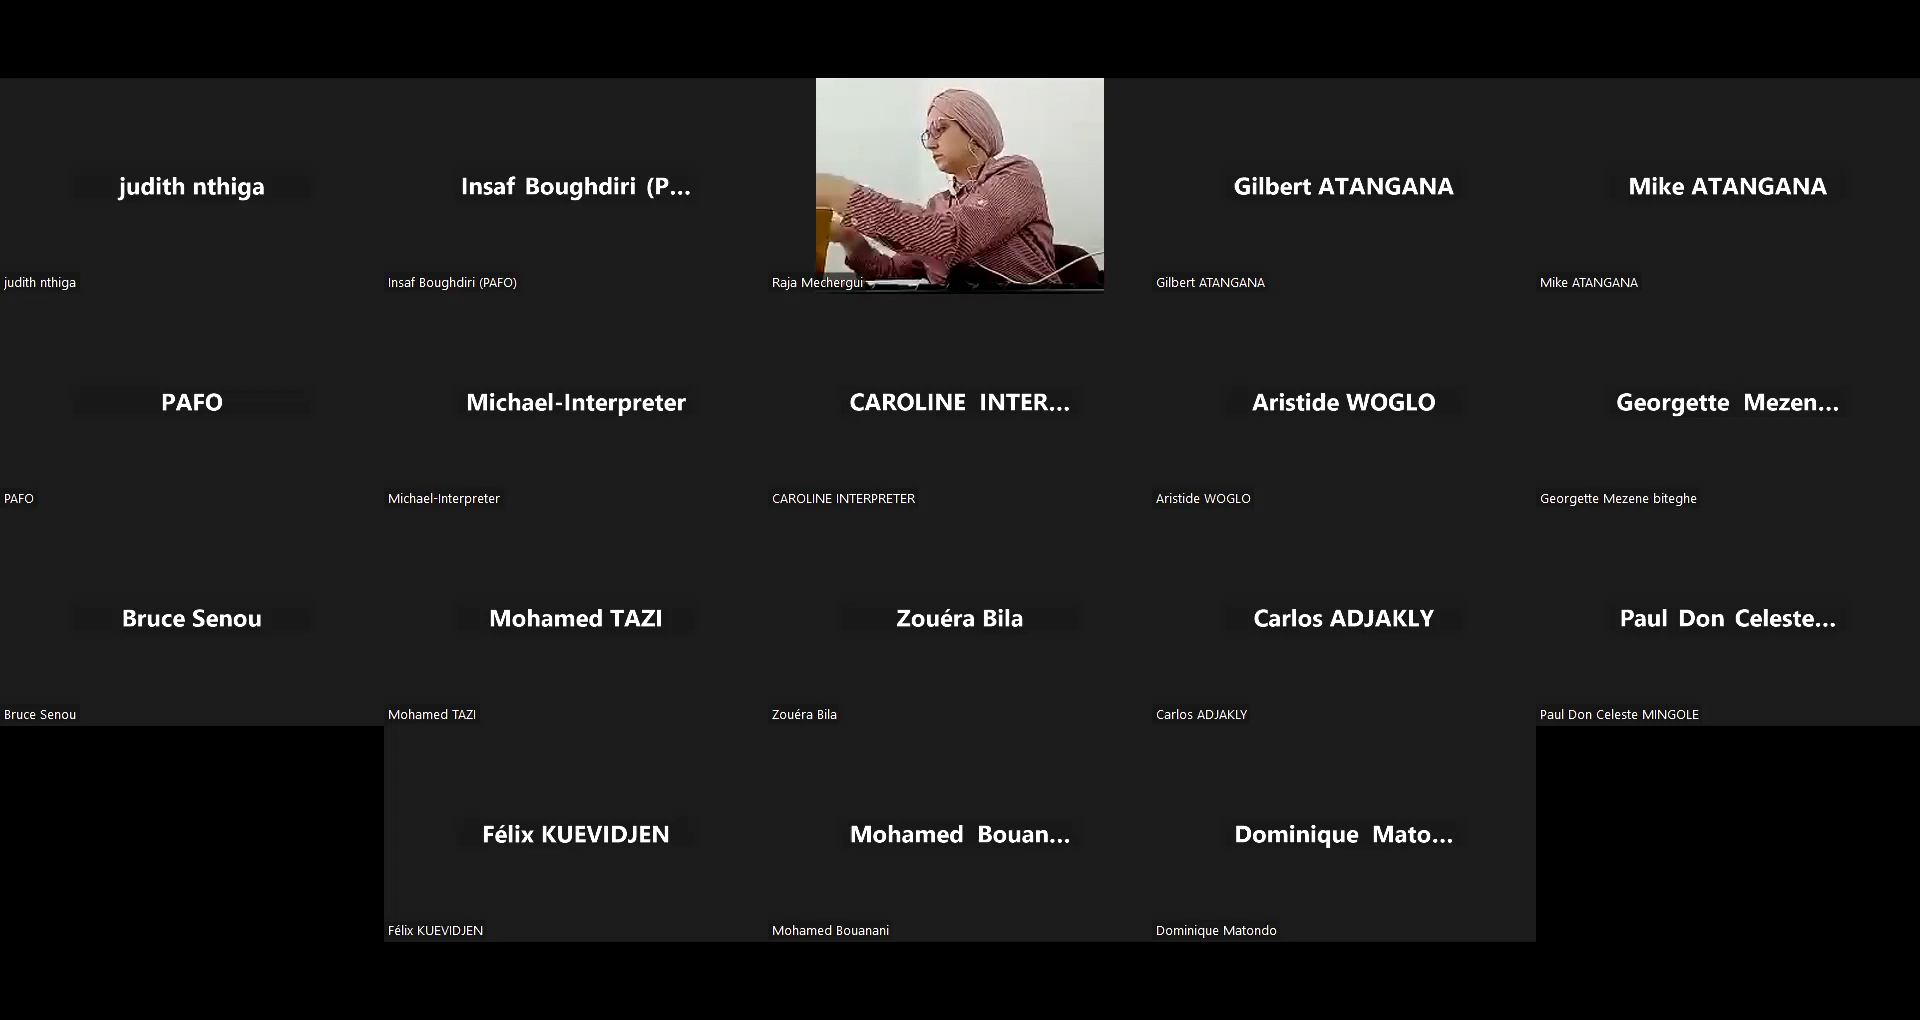 judith nthiga
Insaf Boughdiri (P...
Gilbert ATANGANA
Mike ATANGANA
judith nthiga
Insaf Boughdiri (PAFO)
Raja Mechergui
Gilbert ATANGANA
Mike ATANGANA
PAFO
Michael-Interpreter
CAROLINE INTER...
Aristide WOGLO
Georgette Mezen...
PAFO
Michael-Interpreter
CAROLINE INTERPRETER
Aristide WOGLO
Georgette Mezene biteghe
Bruce Senou
Mohamed TAZI
Zouéra Bila
Carlos ADJAKLY
Paul Don Celeste...
Bruce Senou
Mohamed TAZI
Zouéra Bila
Carlos ADJAKLY
Paul Don Celeste MINGOLE
Félix KUEVIDJEN
Mohamed Bouan...
Dominique Mato...
Félix KUEVIDJEN
Mohamed Bouanani
Dominique Matondo